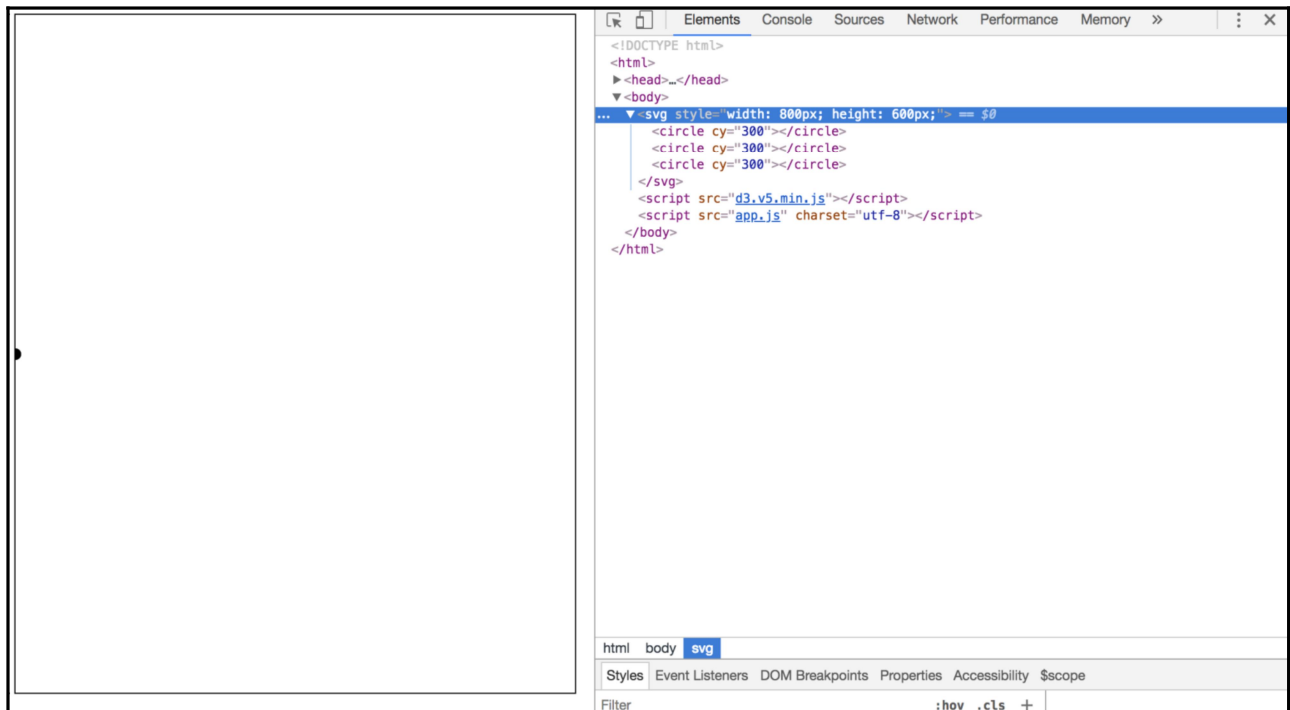 Elements Console Sources Network Performance Memory »
<!DOCTYPE html>
<html>
▶<head>…</head>
▼<body>
... ▼<svg style="width: 800px; height: 600px;"> == $0
<circle cy="300"></circle>
<circle cy="300"></circle>
<circle cy="300"></circle>
</svg>
<script src="d3.v5.min.js"></script>
<script src="app.js" charset="utf-8"></script>
</body>
</html>
html body svg
Styles Event Listeners DOM Breakpoints Properties Accessibility $scope
Filter :hov .cls +